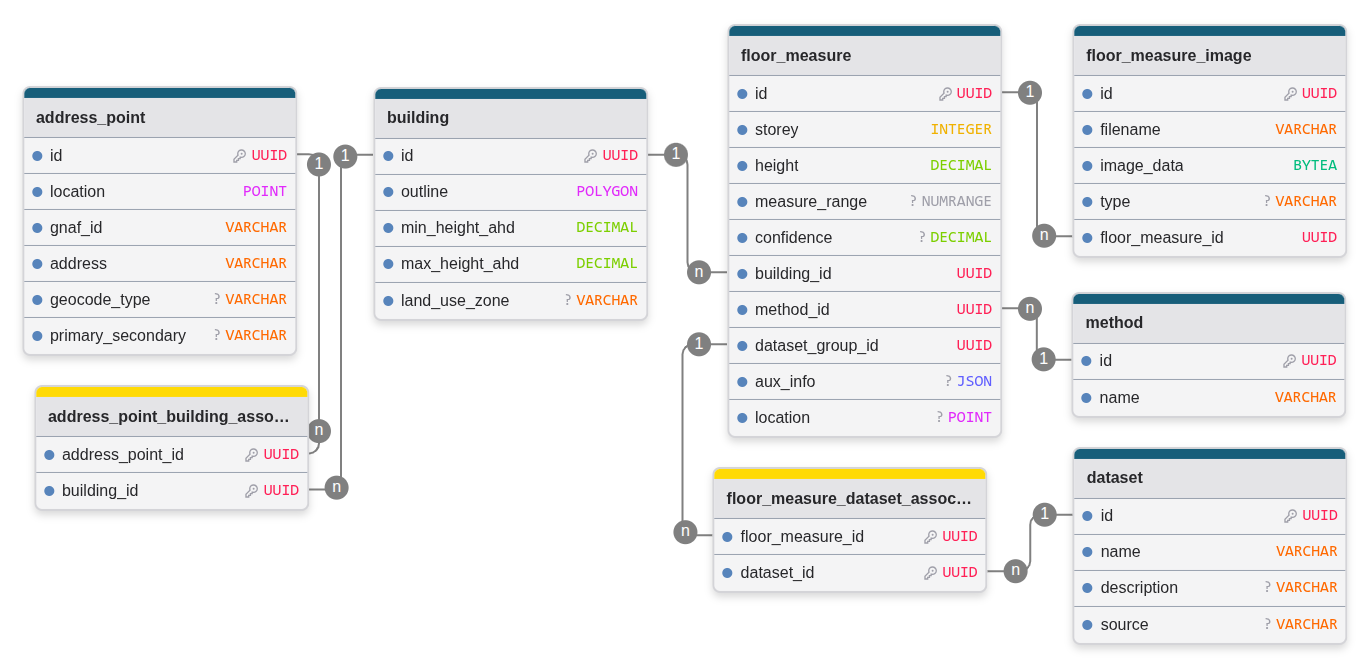 address_point
id UUID
location POINT
gnaf_id VARCHAR
address VARCHAR
geocode_type ? VARCHAR
primary_secondary ? VARCHAR
address_point_building_asso...
address_point_id UUID
building_id UUID
1
n
1
n
building
id UUID
outline POLYGON
min_height_ahd DECIMAL
max_height_ahd DECIMAL
land_use_zone ? VARCHAR
1
n
floor_measure
id UUID
storey INTEGER
height DECIMAL
measure_range ? NUMRANGE
confidence ? DECIMAL
building_id UUID
method_id UUID
dataset_group_id UUID
aux_info ? JSON
location ? POINT
1
n
floor_measure_dataset_assoc...
floor_measure_id UUID
dataset_id UUID
1
n
n
1
1
n
floor_measure_image
id UUID
filename VARCHAR
image_data BYTEA
type ? VARCHAR
floor_measure_id UUID
method
id UUID
name VARCHAR
dataset
id UUID
name VARCHAR
description ? VARCHAR
source ? VARCHAR